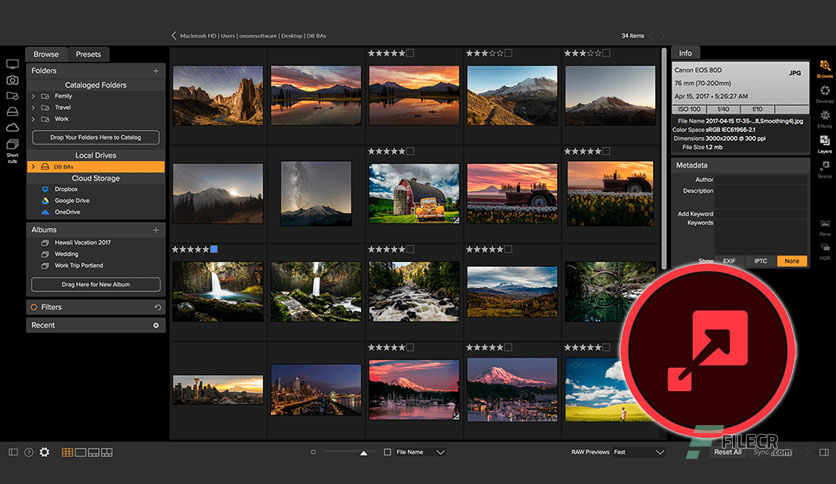 Macintosh HD | Users | ononesoftware | Desktop | DB BAs
34 Items
Browse
Presets
Folders
Cataloged Folders
Family
Travel
Work
Drop Your Folders Here to Catalog
Local Drives
DB BAs
Cloud Storage
Dropbox
Google Drive
OneDrive
Albums
Hawaii Vacation 2017
Wedding
Work Trip Portland
Drag Here for New Album
Filters
Recent
Short
cuts
Info
Canon EOS 80D
JPG
76 mm (70-200mm)
Apr 15, 2017 • 5:26:27 AM
ISO 100
1/40
f/10
File Name 2017-04-15 17-35-...8,Smoothing4).jpg
Color Space sRGB IEC61966-2.1
Dimensions 3000x2000 @ 300 ppi
File Size 1.2 mb
Metadata
Author
Description
Add Keyword
Keywords
Show
EXIF
IPTC
None
Browse
Develop
Effects
Layers
Resize
Pano
HDR
File Name
RAW Previews
Fast
Reset All
Sync
FILECR
.com